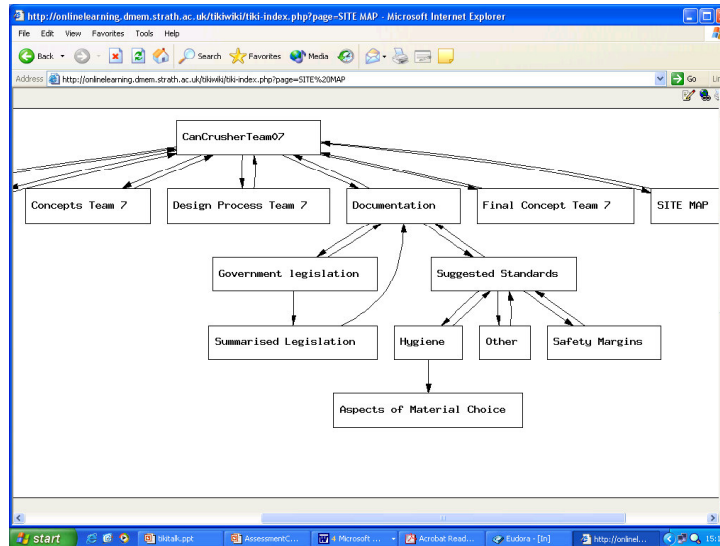 http://onlinelearning.dmem.strath.ac.uk/tikiwiki/tiki-index.php?page=SITE MAP - Microsoft Internet Explorer
File Edit View Favorites Tools Help
Back Search Favorites Media
Address http://onlinelearning.dmem.strath.ac.uk/tikiwiki/tiki-index.php?page=SITE%20MAP Go
CanCrusherTeam07
Concepts Team 7 Design Process Team 7 Documentation Final Concept Team 7 SITE MAP
Government legislation Suggested Standards
Summarised Legislation Hygiene Other Safety Margins
Aspects of Material Choice
start tikitalk.ppt AssessmentC... 4 Microsoft ... Acrobat Read... Eudora - [In] http://onlinel...